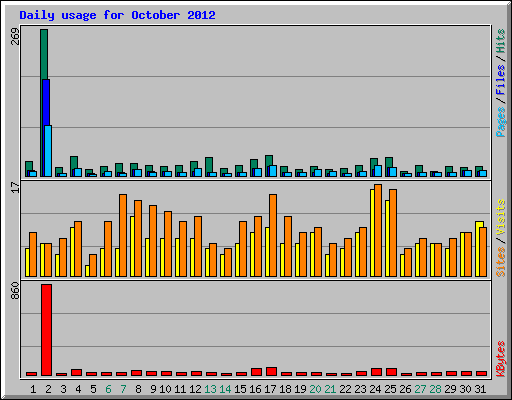 Daily usage for October 2012
269
Pages / Files / Hits
17
Sites / Visits
860
KBytes
1 2 3 4 5 6 7 8 9 10 11 12 13 14 15 16 17 18 19 20 21 22 23 24 25 26 27 28 29 30 31